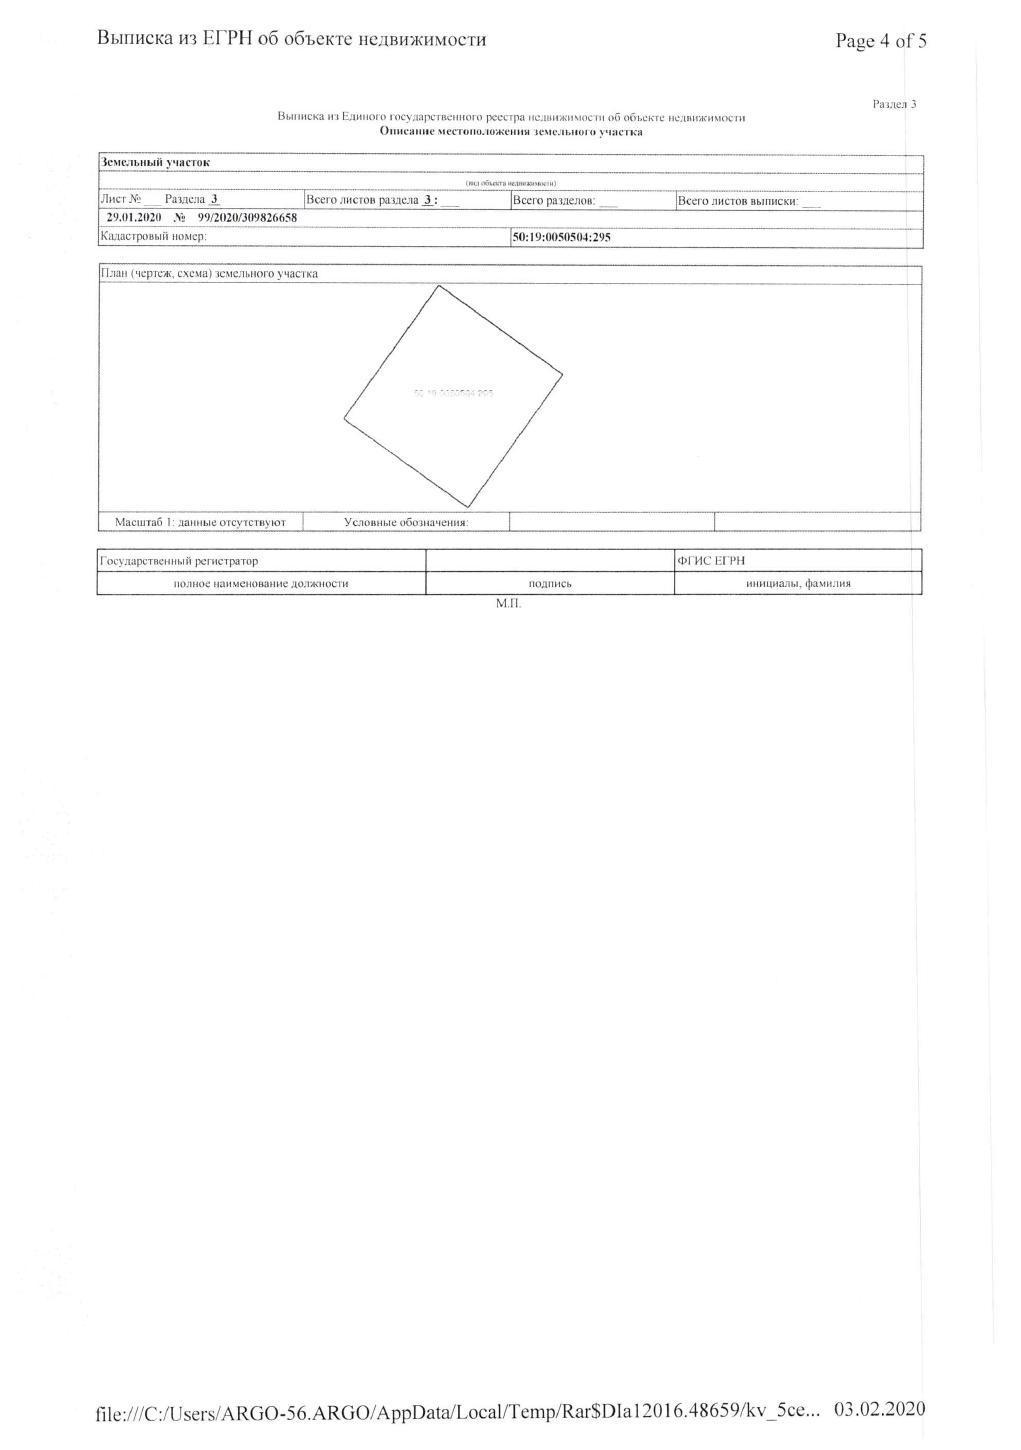 Выписка из ЕГРН об объекте недвижимости Page 4 of 5
Раздел 3
Выписка из Единого государственного реестра недвижимости об объекте недвижимости
Описание местоположения земельного участка
Земельный участок
(вид объекта недвижимости)
Лист № ___ Раздела 3 Всего листов раздела 3 : ___ Всего разделов: ___ Всего листов выписки: ___
29.01.2020 № 99/2020/309826658
Кадастровый номер: 50:19:0050504:295
План (чертеж, схема) земельного участка
50:19:0050504:295
Масштаб 1: данные отсутствуют Условные обозначения:
Государственный регистратор ФГИС ЕГРН
полное наименование должности подпись инициалы, фамилия
М.П.
file:///C:/Users/ARGO-56.ARGO/AppData/Local/Temp/Rar$DIa12016.48659/kv_5ce... 03.02.2020